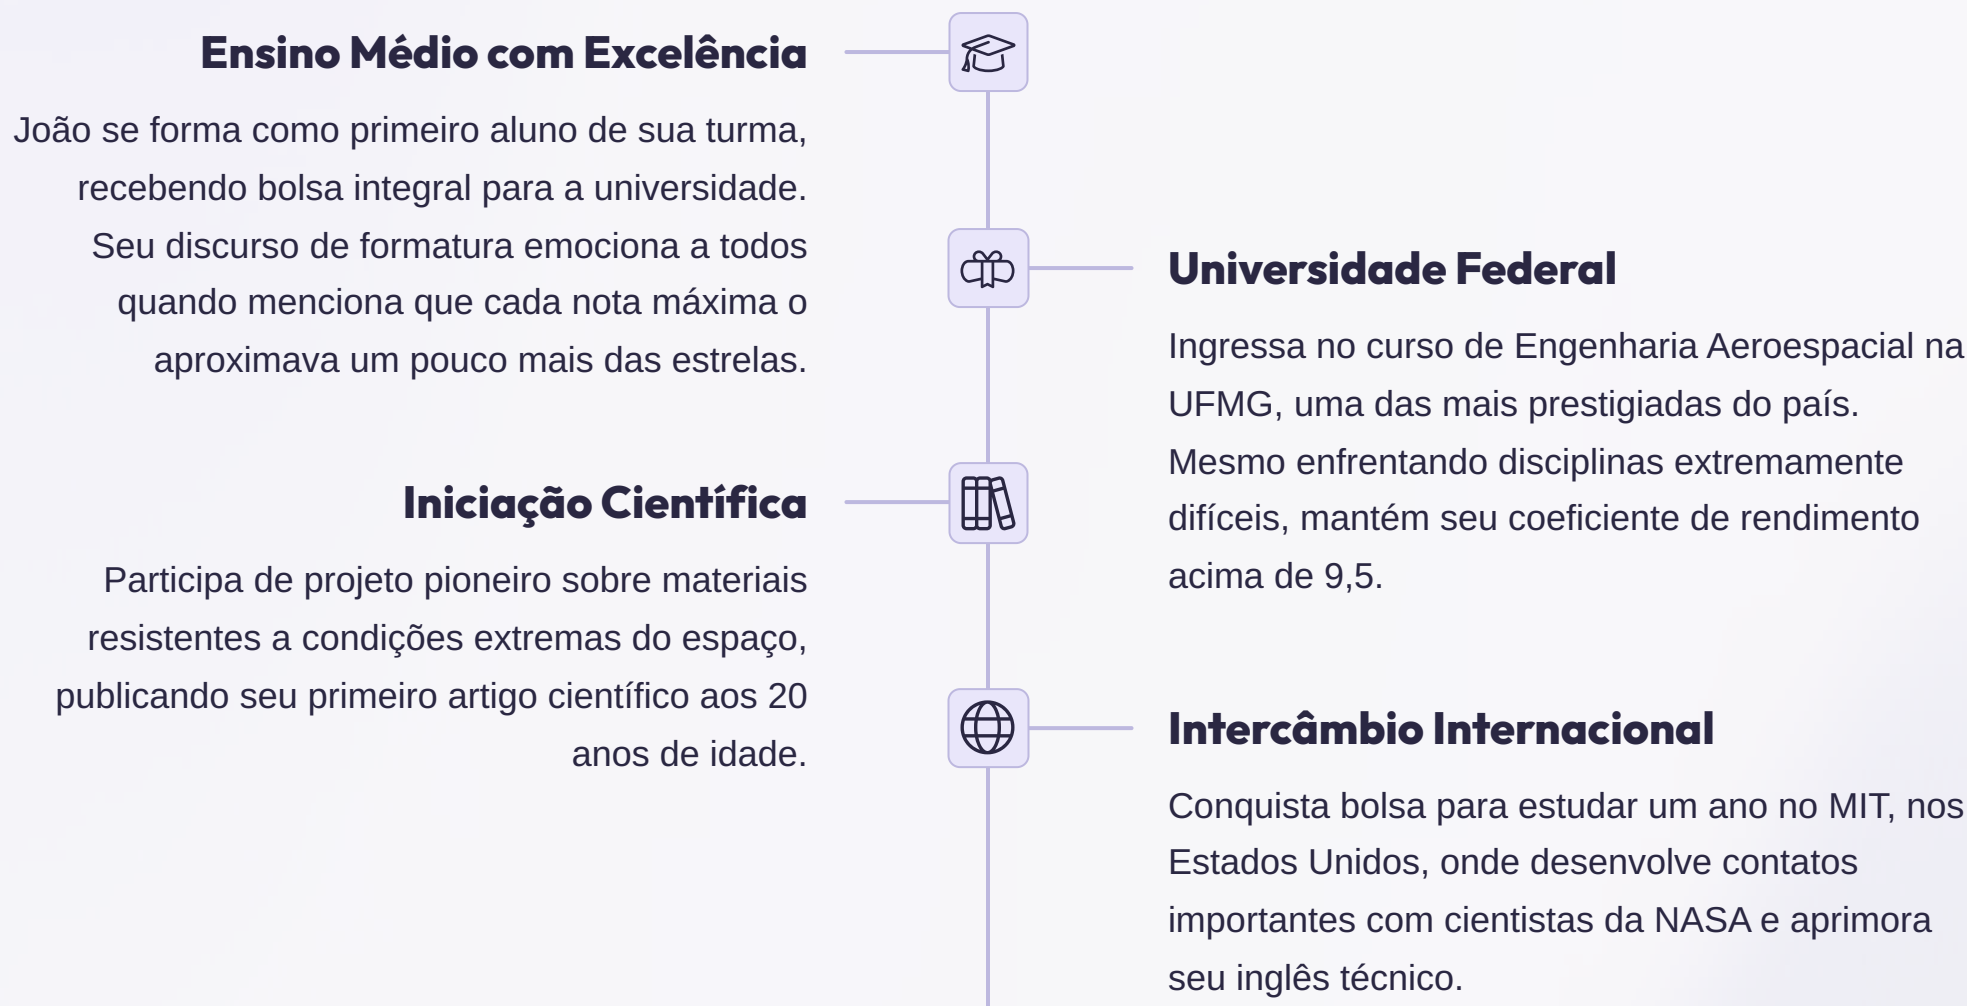 Ensino Médio com Excelência
João se forma como primeiro aluno de sua turma,
recebendo bolsa integral para a universidade.
Seu discurso de formatura emociona a todos
quando menciona que cada nota máxima o
aproximava um pouco mais das estrelas.
Universidade Federal
Ingressa no curso de Engenharia Aeroespacial na
UFMG, uma das mais prestigiadas do país.
Mesmo enfrentando disciplinas extremamente
difíceis, mantém seu coeficiente de rendimento
acima de 9,5.
Iniciação Científica
Participa de projeto pioneiro sobre materiais
resistentes a condições extremas do espaço,
publicando seu primeiro artigo científico aos 20
anos de idade.
Intercâmbio Internacional
Conquista bolsa para estudar um ano no MIT, nos
Estados Unidos, onde desenvolve contatos
importantes com cientistas da NASA e aprimora
seu inglês técnico.